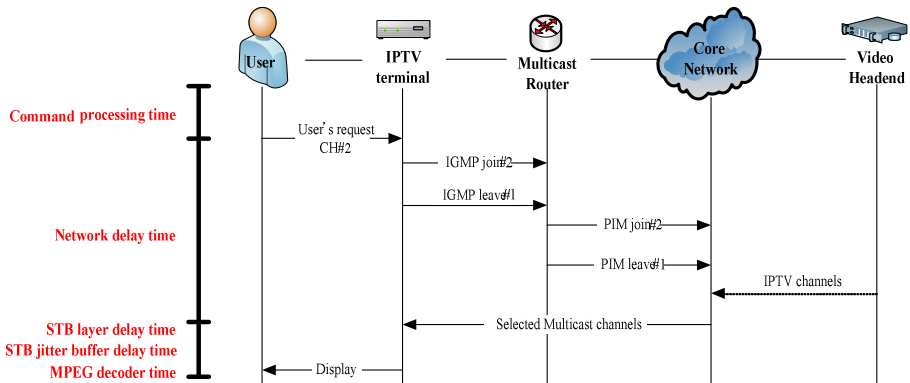 User
IPTV
terminal
Multicast
Router
Core
Network
Video
Headend
Command processing time
User's request
CH#2
IGMP join#2
IGMP leave#1
PIM join#2
Network delay time
PIM leave#1
IPTV channels
STB layer delay time
Selected Multicast channels
STB jitter buffer delay time
MPEG decoder time
Display